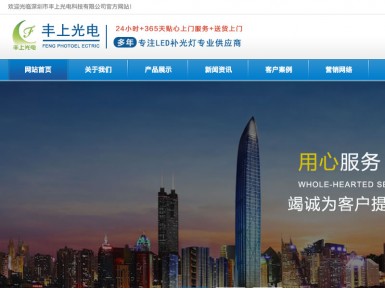 欢迎光临深圳市丰上光电科技有限公司官方网站！
丰上光电
FENG PHOTOEL ECTRIC
丰上光电
24小时+365天贴心上门服务+送货上门
多年 专注LED补光灯专业供应商
网站首页 关于我们 产品展示 新闻资讯 客户案例 营销网络
用心服务
WHOLE-HEARTED SE
竭诚为客户提